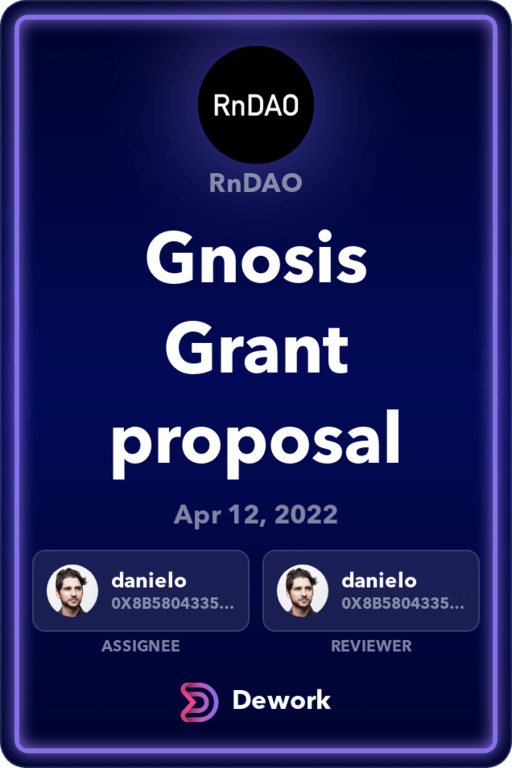 RnDAO
RnDAO
Gnosis
Grant
proposal
Apr 12, 2022
danielo
0X8B5804335...
ASSIGNEE
danielo
0X8B5804335...
REVIEWER
Dework